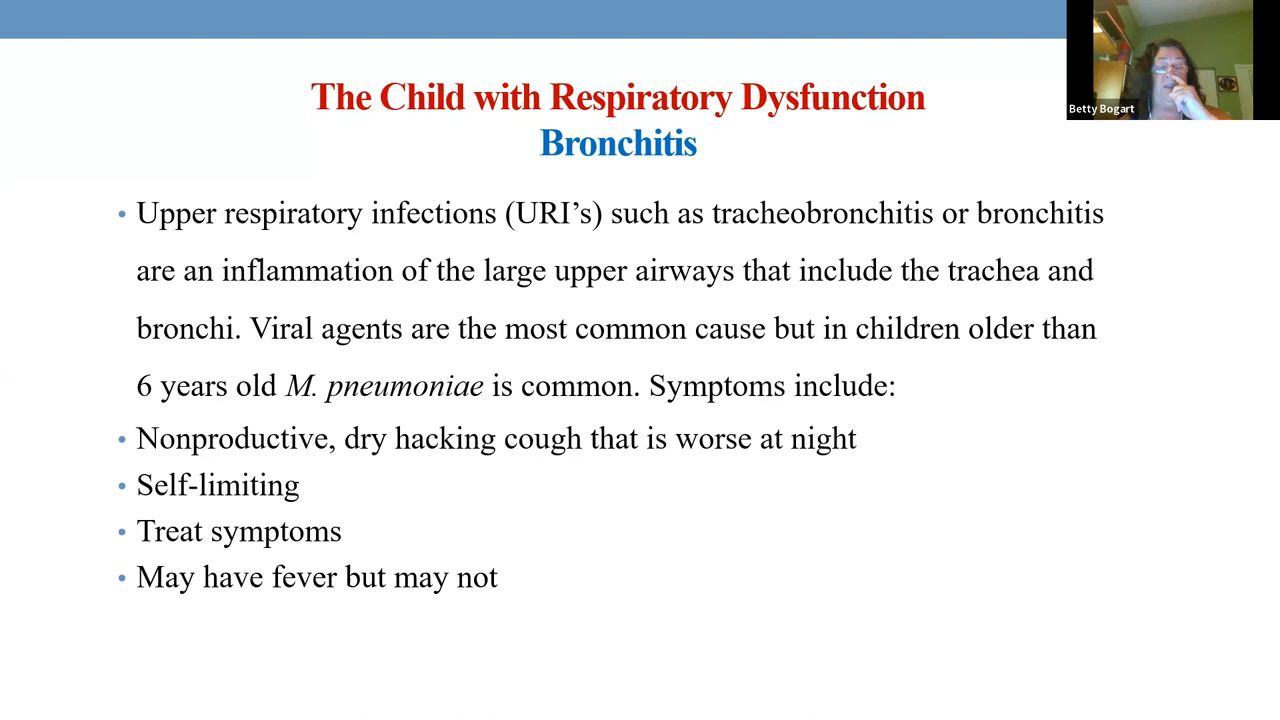 The Child with Respiratory Dysfunction
Bronchitis
Betty Bogart
• Upper respiratory infections (URI’s) such as tracheobronchitis or bronchitis
are an inflammation of the large upper airways that include the trachea and
bronchi. Viral agents are the most common cause but in children older than
6 years old M. pneumoniae is common. Symptoms include:
• Nonproductive, dry hacking cough that is worse at night
• Self-limiting
• Treat symptoms
• May have fever but may not